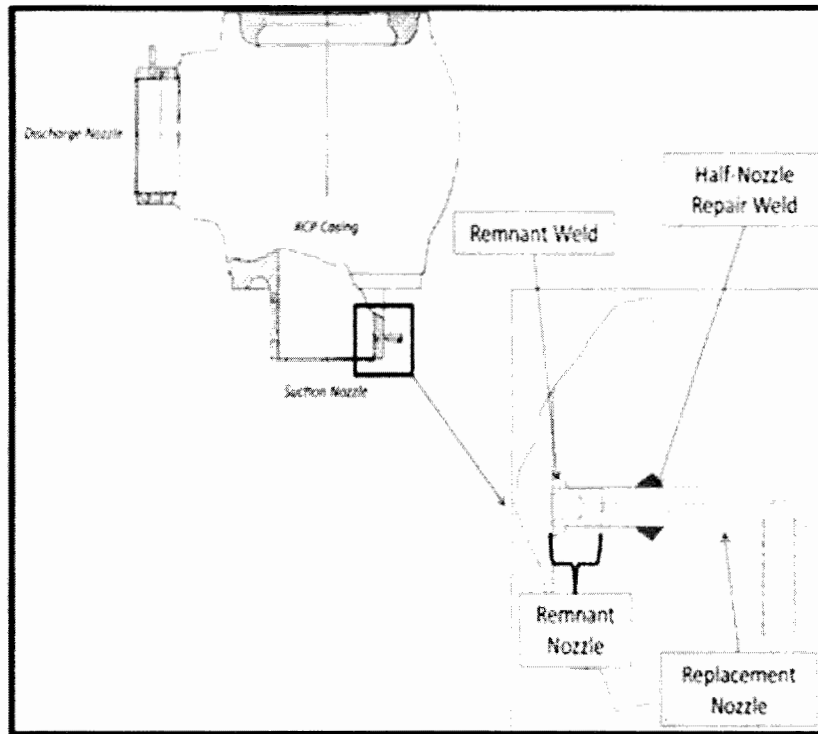 Discharge Nozzle
RCP Casing
Suction Nozzle
Remnant Weld
Half-Nozzle
Repair Weld
Remnant
Nozzle
Replacement
Nozzle